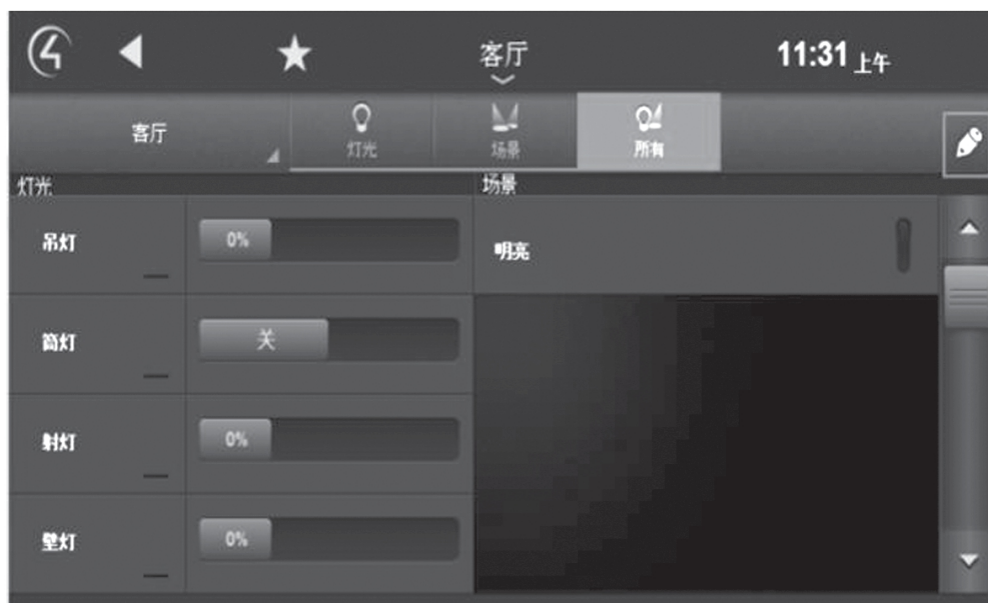 客厅 11:31 上午
客厅 灯光 场景 所有
灯光 场景
吊灯 0% 明亮
筒灯 关
射灯 0%
壁灯 0%